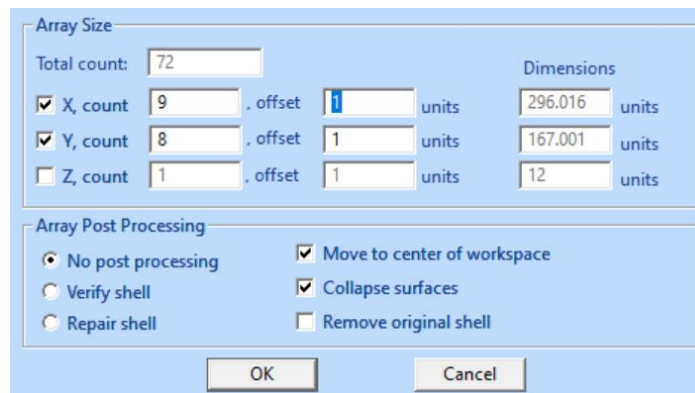 Array Size
Total count: 72
Dimensions
X, count 9 , offset 1 units 296.016 units
Y, count 8 , offset 1 units 167.001 units
Z, count 1 , offset 1 units 12 units
Array Post Processing
No post processing Move to center of workspace
Verify shell Collapse surfaces
Repair shell Remove original shell
OK Cancel